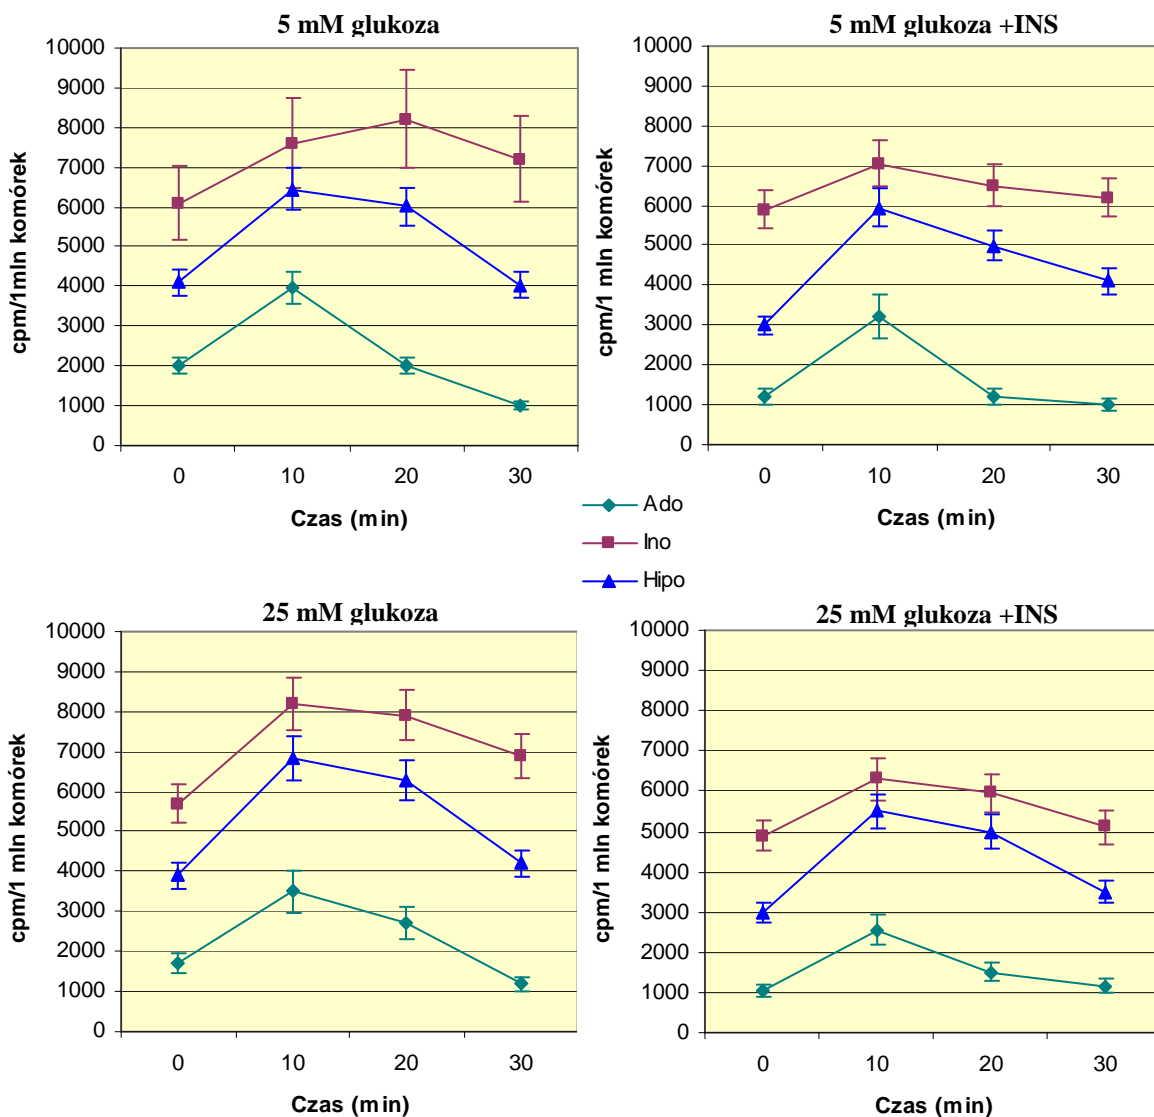 5 mM glukoza
10000
9000
8000
7000
6000
5000
4000
3000
2000
1000
0
cpm/1mln komórek
0 10 20 30
Czas (min)
5 mM glukoza +INS
10000
9000
8000
7000
6000
5000
4000
3000
2000
1000
0
cpm/1 mln komórek
0 10 20 30
Czas (min)
Ado
Ino
Hipo
25 mM glukoza
10000
9000
8000
7000
6000
5000
4000
3000
2000
1000
0
cpm/1 mln komórek
0 10 20 30
Czas (min)
25 mM glukoza +INS
10000
9000
8000
7000
6000
5000
4000
3000
2000
1000
0
cpm/1 mln komórek
0 10 20 30
Czas (min)